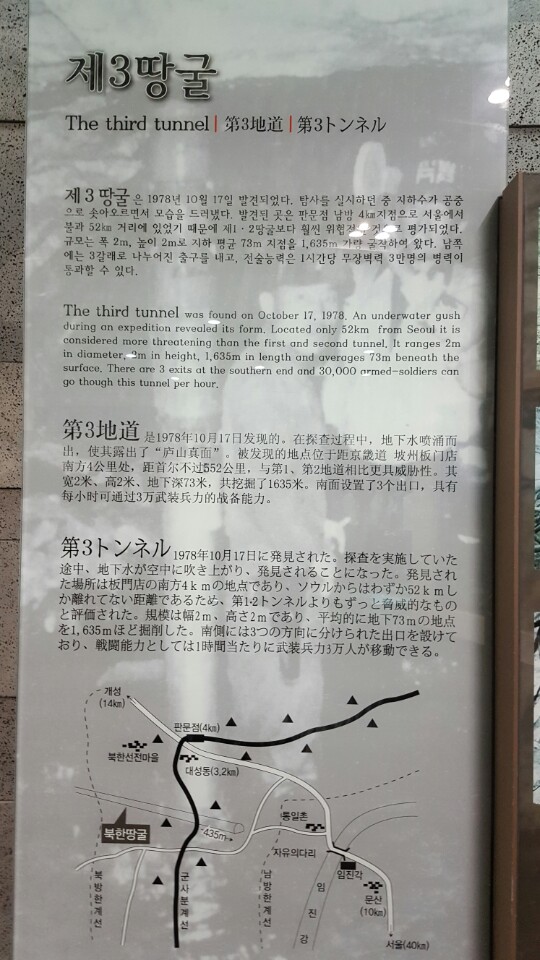 제3땅굴
The third tunnel | 第3地道 | 第3トンネル
제3땅굴은 1978년 10월 17일 발견되었다. 탐사를 실시하던 중 지하수가 공중
으로 솟아오르면서 모습을 드러냈다. 발견된 곳은 판문점 남방 4km지점으로 서울에서
불과 52km 거리에 있었기 때문에 제1·2땅굴보다 훨씬 위험적인 것으로 평가되었다.
규모는 폭 2m, 높이 2m로 지하 평균 73m 지점을 1,635m 가량 굴착하여 왔다. 남쪽
에는 3갈래로 나누어진 출구를 내고, 전술능력은 1시간당 무장병력 3만명의 병력이
통과할 수 있다.
The third tunnel was found on October 17, 1978. An underwater gush
during an expedition revealed its form. Located only 52km from Seoul it is
considered more threatening than the first and second tunnel. It ranges 2m
in diameter, 2m in height, 1,635m in length and averages 73m beneath the
surface. There are 3 exits at the southern end and 30,000 armed-soldiers can
go though this tunnel per hour.
第3地道 是1978年10月17日发现的。在探查过程中，地下水喷涌而
出，使其露出了“庐山真面”。被发现的地点位于距京畿道 坡州板门店
南方4公里处，距首尔不过552公里，与第1、第2地道相比更具威胁性。其
宽2米、高2米、地下深73米，共挖掘了1635米。南面设置了3个出口，具有
每小时可通过3万武装兵力的战备能力。
第3トンネル 1978年10月17日に発見された。探査を実施していた
途中、地下水が空中に吹き上がり、発見されることになった。発見され
た場所は板門店の南方4kmの地点であり、ソウルからはわずか52kmし
か離れてない距離であるため、第1·2トンネルよりもずっと脅威的なもの
と評価された。規模は幅2m、高さ2mであり、平均的に地下73mの地点
を1,635mほど掘削した。南側には3つの方向に分けられた出口を設けて
おり、戦闘能力としては1時間当たりに武装兵力3万人が移動できる。
개성
(14km)
판문점(4km)
북한선전마을
대성동(3.2km)
통일촌
북한땅굴
435m
자유의다리
임진각
문산
(10km)
북방한계선
군사분계선
남방한계선
임진강
서울(40km)